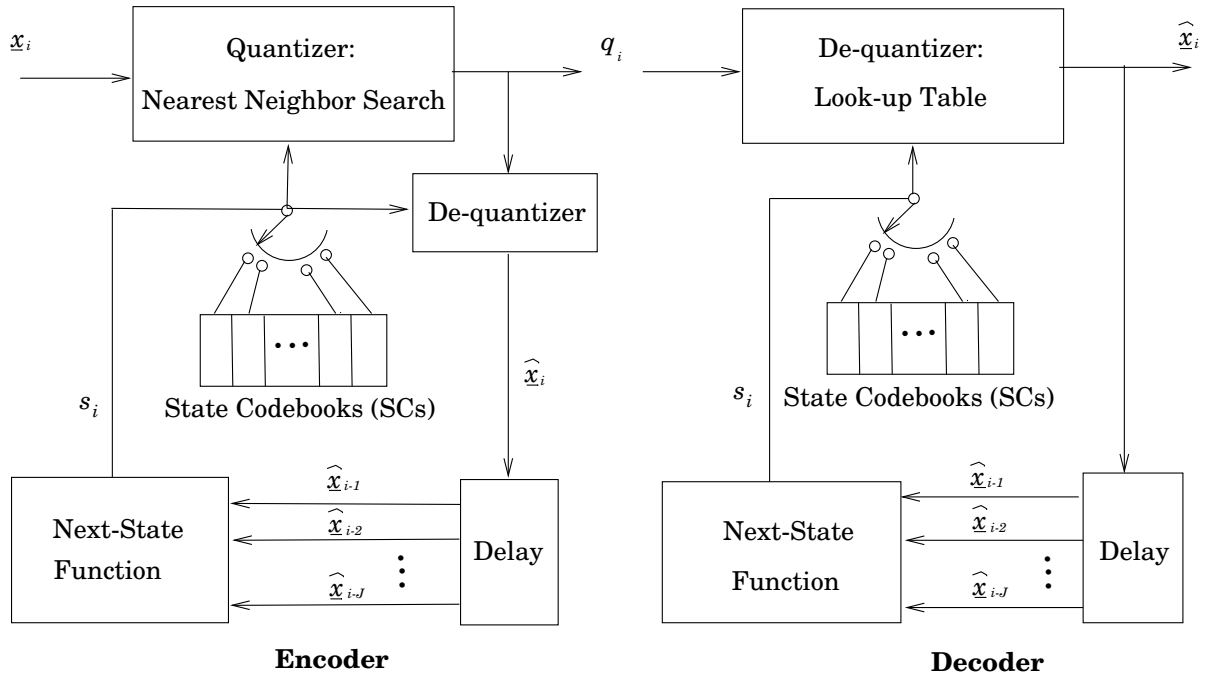 x_i
Quantizer:
Nearest Neighbor Search
q_i
De-quantizer:
Look-up Table
x̂_i
De-quantizer
•••
State Codebooks (SCs)
x̂_i
s_i
•••
State Codebooks (SCs)
s_i
Next-State
Function
x̂_{i-1}
x̂_{i-2}
x̂_{i-J}
Delay
Next-State
Function
x̂_{i-1}
x̂_{i-2}
x̂_{i-J}
Delay
Encoder
Decoder